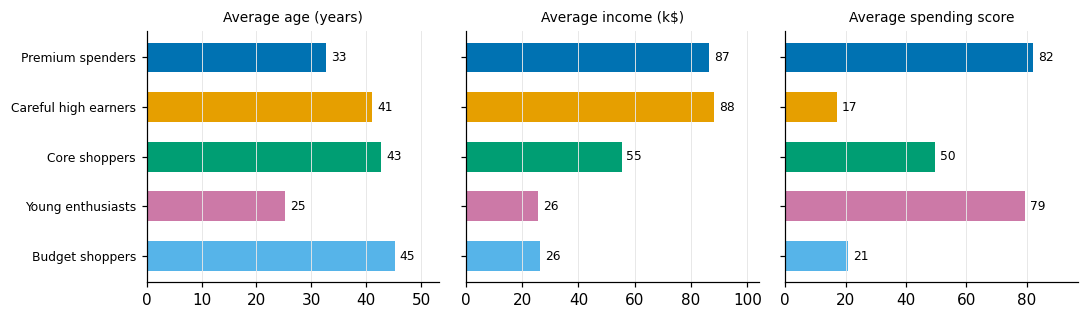 Average age (years)
Average income (k$)
Average spending score
Premium spenders 33 87 82
Careful high earners 41 88 17
Core shoppers 43 55 50
Young enthusiasts 25 26 79
Budget shoppers 45 26 21
0 10 20 30 40 50
0 20 40 60 80 100
0 20 40 60 80